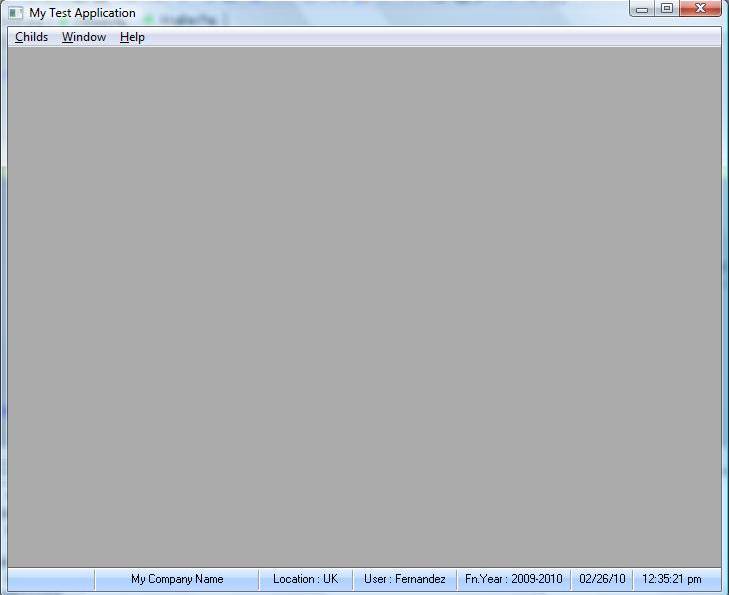 My Test Application
Childs Window Help
My Company Name Location : UK User : Fernandez Fn.Year : 2009-2010 02/26/10 12:35:21 pm